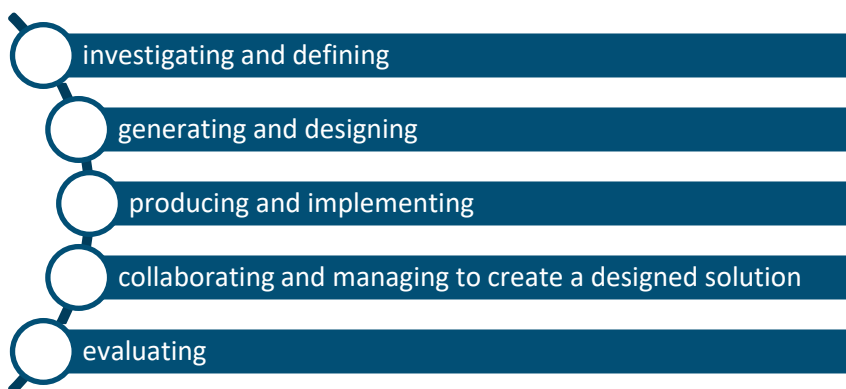 investigating and defining
generating and designing
producing and implementing
collaborating and managing to create a designed solution
evaluating